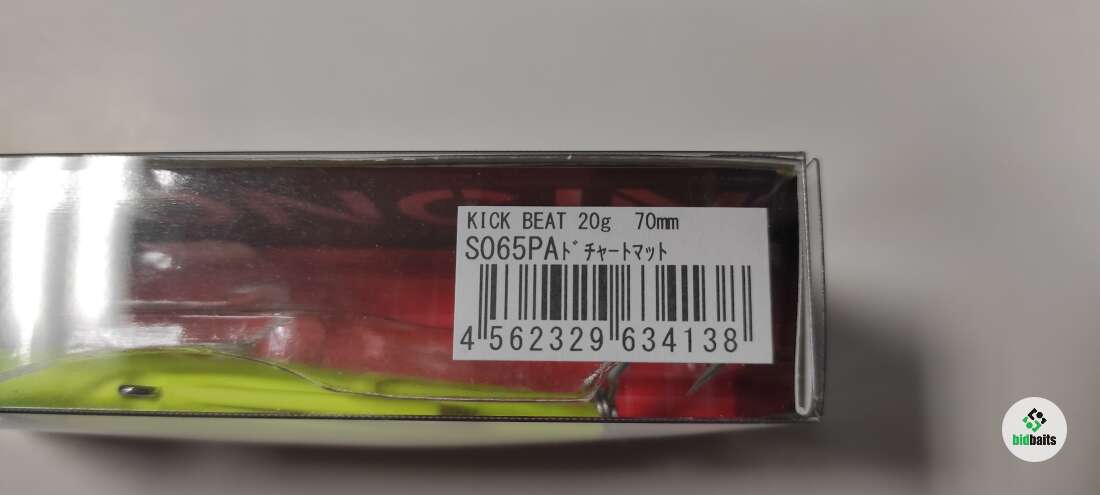 KICK BEAT 20g 70mm
S065PAﾄﾞﾁｬｰﾄﾏｯﾄ
4 562329 634138
bidbaits